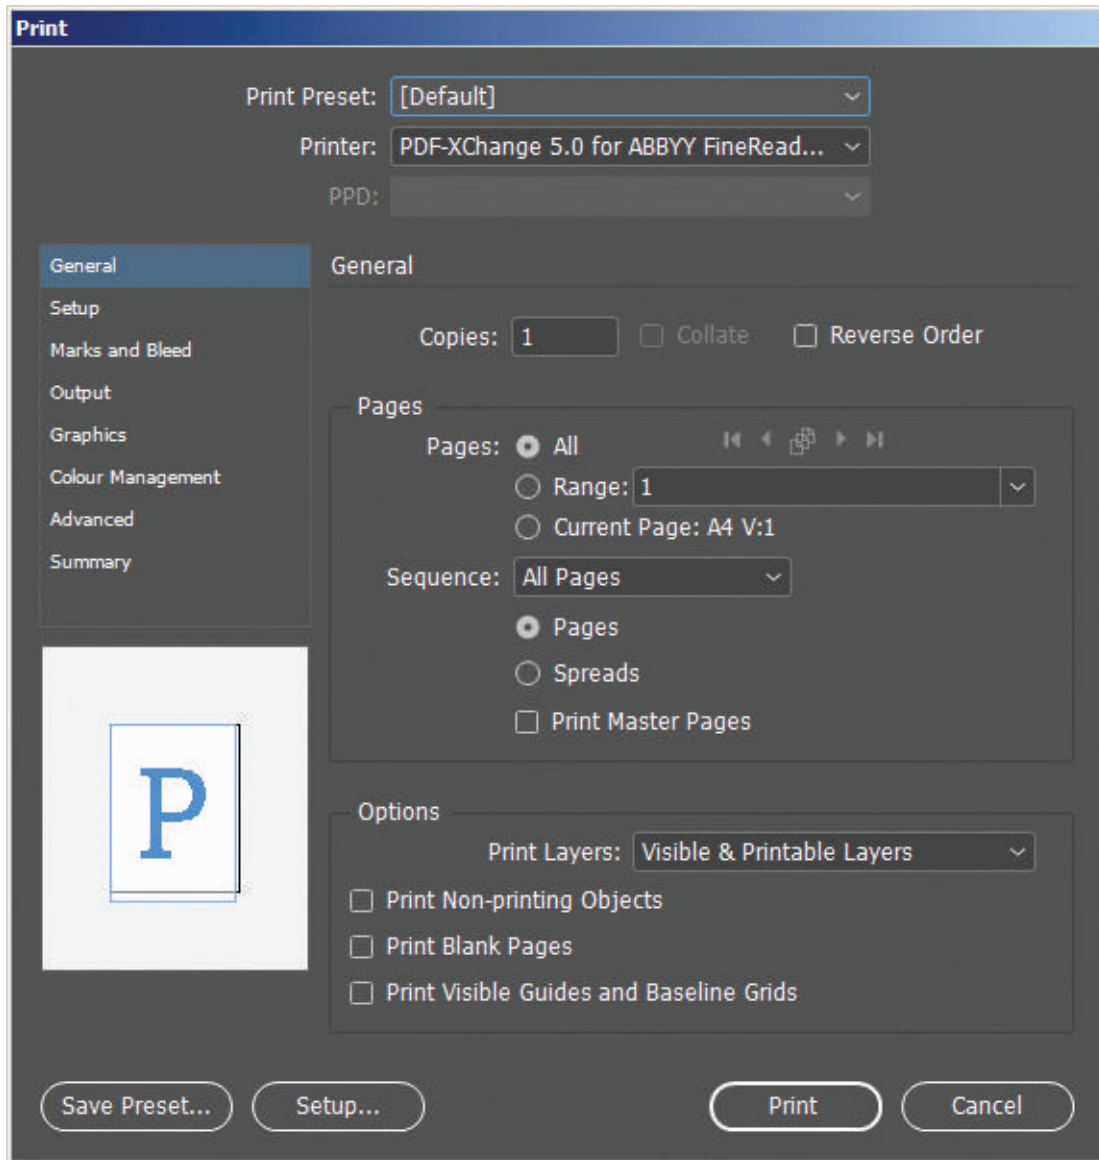 Print
Print Preset: [Default]
Printer: PDF-XChange 5.0 for ABBYY FineRead...
PPD:
General
Setup
Marks and Bleed
Output
Graphics
Colour Management
Advanced
Summary
P
General
Copies: 1 Collate Reverse Order
Pages
Pages: All
Range: 1
Current Page: A4 V:1
Sequence: All Pages
Pages
Spreads
Print Master Pages
Options
Print Layers: Visible & Printable Layers
Print Non-printing Objects
Print Blank Pages
Print Visible Guides and Baseline Grids
Save Preset... Setup... Print Cancel